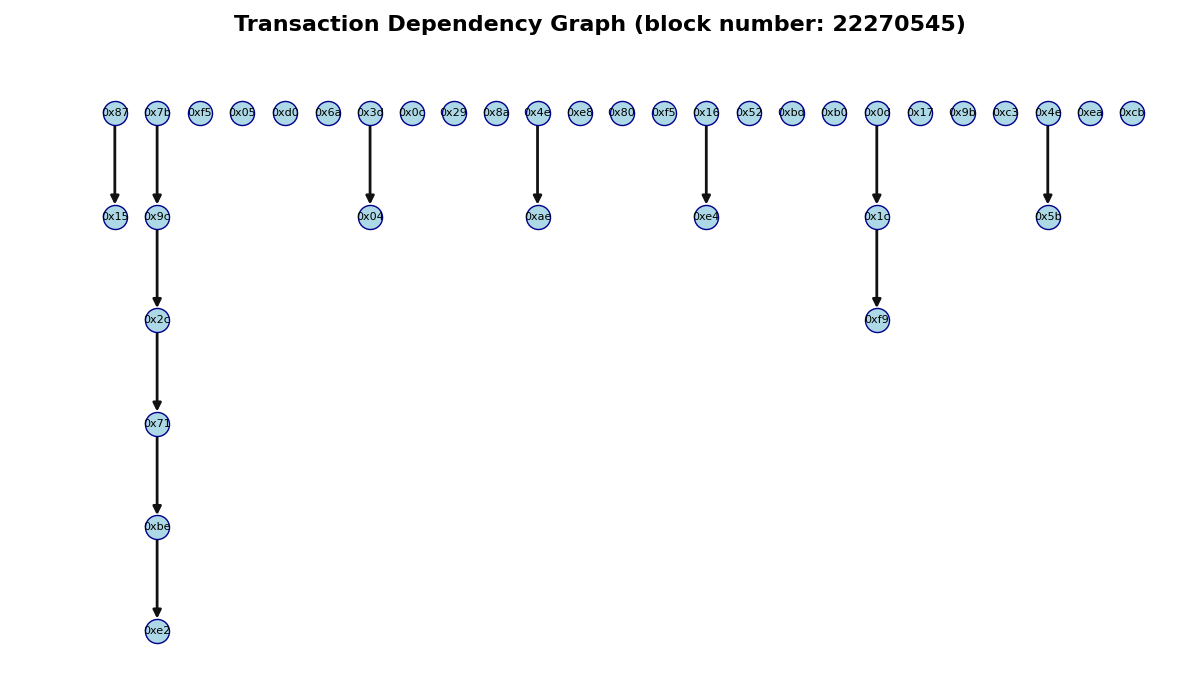 Transaction Dependency Graph (block number: 22270545)
0x87 0x7b 0xf5 0x05 0xd0 0x6a 0x3d 0x0c 0x29 0x8a 0x4e 0xe8 0x80 0xf5 0x16 0x52 0xb0 0x17 0x9b 0xc3 0x4e 0xea 0xcb
0x15 0x9c 0x04 0xae 0xe4 0x1c 0x5b
0x2c 0xf9
0x71
0xbe
0xe2